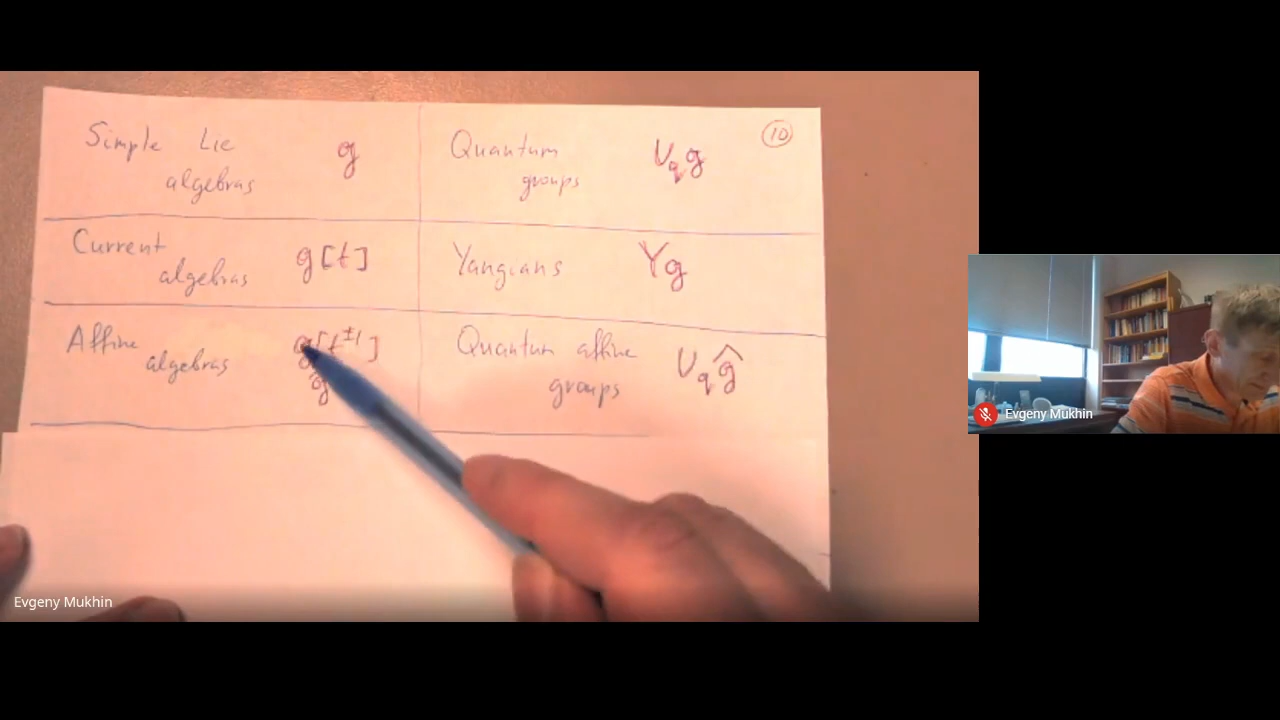 10
Simple Lie algebras g
Quantum groups U_q g
Current algebras g[t]
Yangians Yg
Affine algebras g[t^{±1}]
ĝ
Quantum affine groups U_q ĝ
Evgeny Mukhin
Evgeny Mukhin